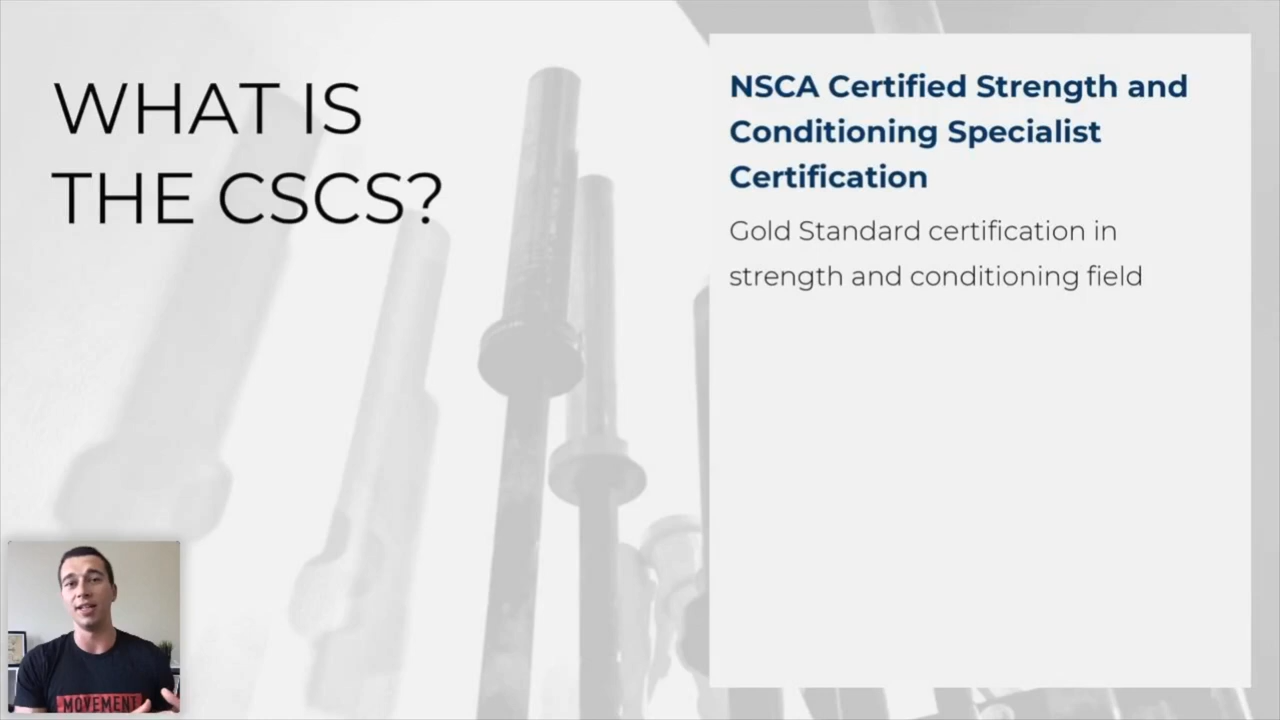 WHAT IS
THE CSCS?
NSCA Certified Strength and
Conditioning Specialist
Certification
Gold Standard certification in
strength and conditioning field
MOVEMENT